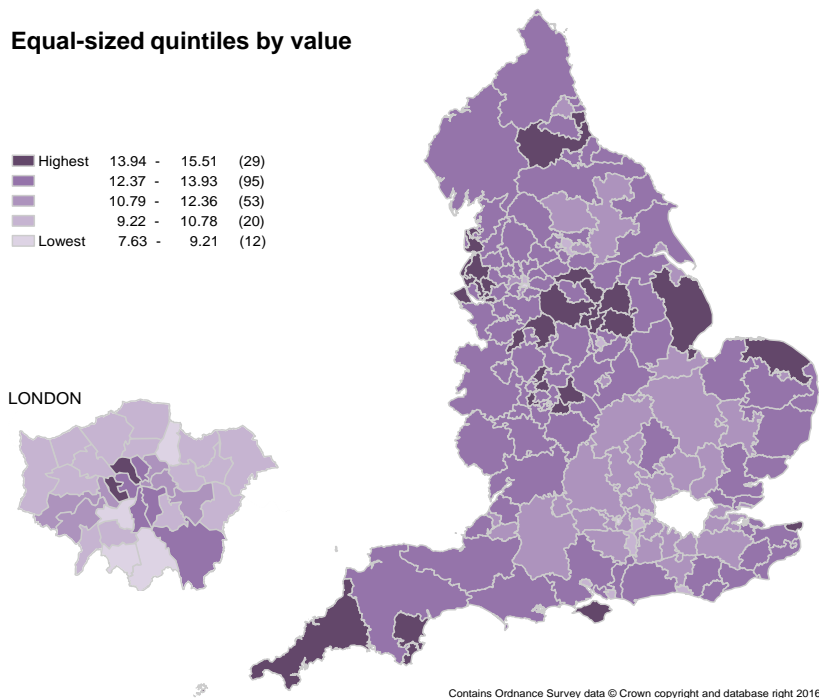 Equal-sized quintiles by value
Highest 13.94 - 15.51 (29)
12.37 - 13.93 (95)
10.79 - 12.36 (53)
9.22 - 10.78 (20)
Lowest 7.63 - 9.21 (12)
LONDON
Contains Ordnance Survey data © Crown copyright and database right 2016